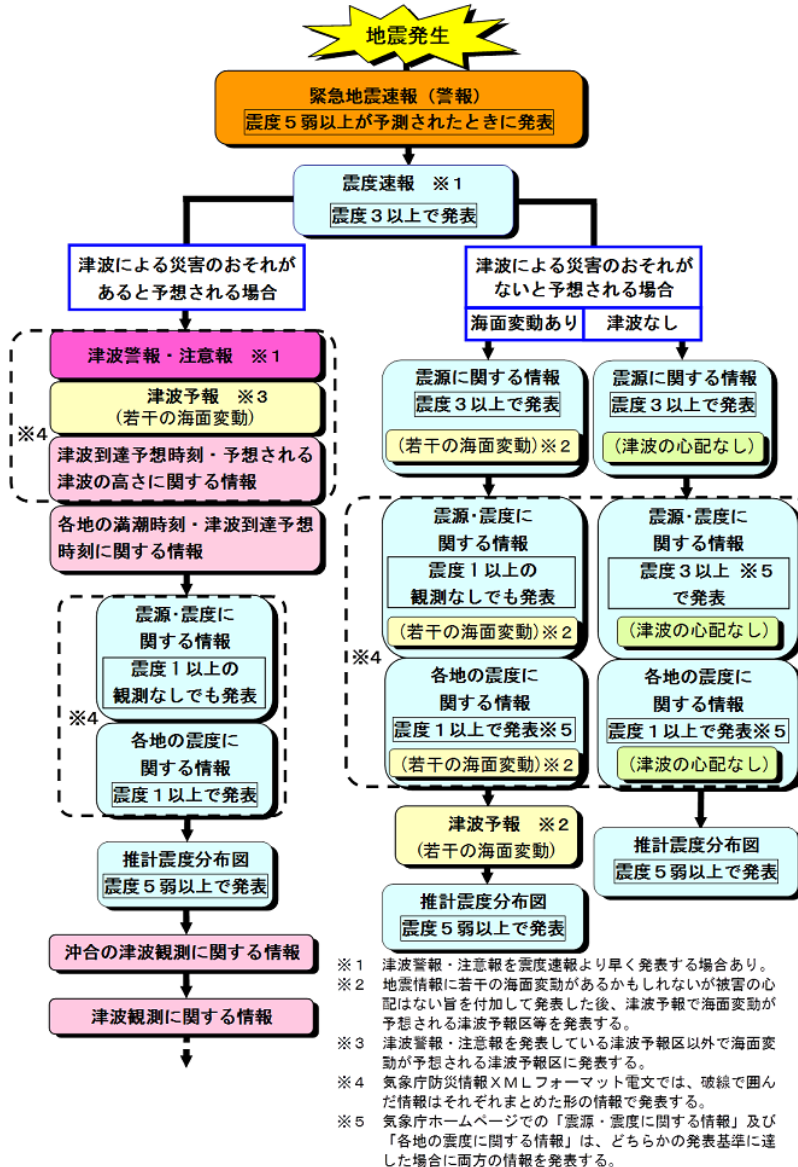 地震発生
緊急地震速報（警報）
震度５弱以上が予測されたときに発表
震度速報　※１
震度３以上で発表
津波による災害のおそれが
あると予想される場合
津波警報・注意報　※１
津波予報　※３
(若干の海面変動)
津波到達予想時刻・予想される
津波の高さに関する情報
※４
各地の満潮時刻・津波到達予想
時刻に関する情報
震源・震度に
関する情報
震度１以上の
観測なしでも発表
※４
各地の震度に
関する情報
震度１以上で発表
推計震度分布図
震度５弱以上で発表
沖合の津波観測に関する情報
津波観測に関する情報
津波による災害のおそれが
ないと予想される場合
海面変動あり
津波なし
震源に関する情報
震度３以上で発表
(若干の海面変動)※２
震源・震度に
関する情報
震度１以上の
観測なしでも発表
(若干の海面変動)※２
※４
各地の震度に
関する情報
震度１以上で発表※５
(若干の海面変動)※２
津波予報　※２
(若干の海面変動)
推計震度分布図
震度５弱以上で発表
震源に関する情報
震度３以上で発表
(津波の心配なし)
震源・震度に
関する情報
震度３以上　※５
で発表
(津波の心配なし)
各地の震度に
関する情報
震度１以上で発表※５
(津波の心配なし)
推計震度分布図
震度５弱以上で発表
※１　津波警報・注意報を震度速報より早く発表する場合あり。
※２　地震情報に若干の海面変動があるかもしれないが被害の心
配はない旨を付加して発表した後、津波予報で海面変動が
予想される津波予報区等を発表する。
※３　津波警報・注意報を発表している津波予報区以外で海面変
動が予想される津波予報区に発表する。
※４　気象庁防災情報ＸＭＬフォーマット電文では、破線で囲ん
だ情報はそれぞれまとめた形の情報で発表する。
※５　気象庁ホームページでの「震源・震度に関する情報」及び
「各地の震度に関する情報」は、どちらかの発表基準に達
した場合に両方の情報を発表する。